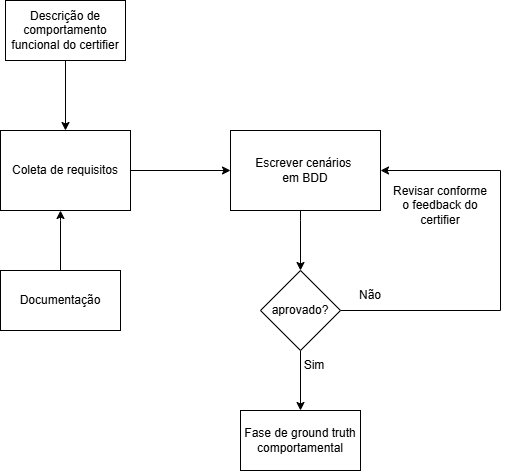 Descrição de
comportamento
funcional do certifier
Coleta de requisitos
Escrever cenários
em BDD
Revisar conforme
o feedback do
certifier
Documentação
aprovado?
Não
Sim
Fase de ground truth
comportamental